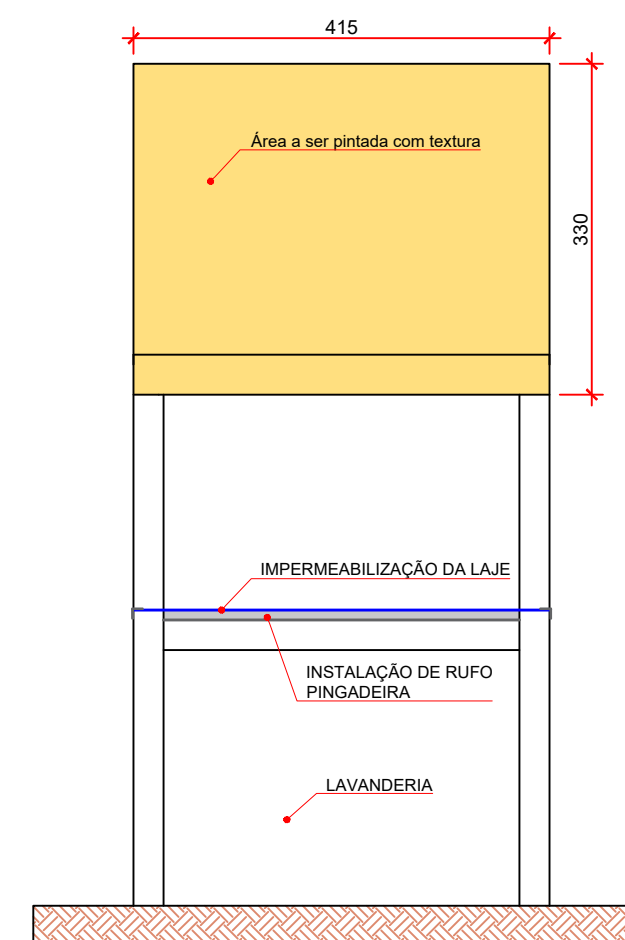 415
Área a ser pintada com textura
330
IMPERMEABILIZAÇÃO DA LAJE
INSTALAÇÃO DE RUFO
PINGADEIRA
LAVANDERIA